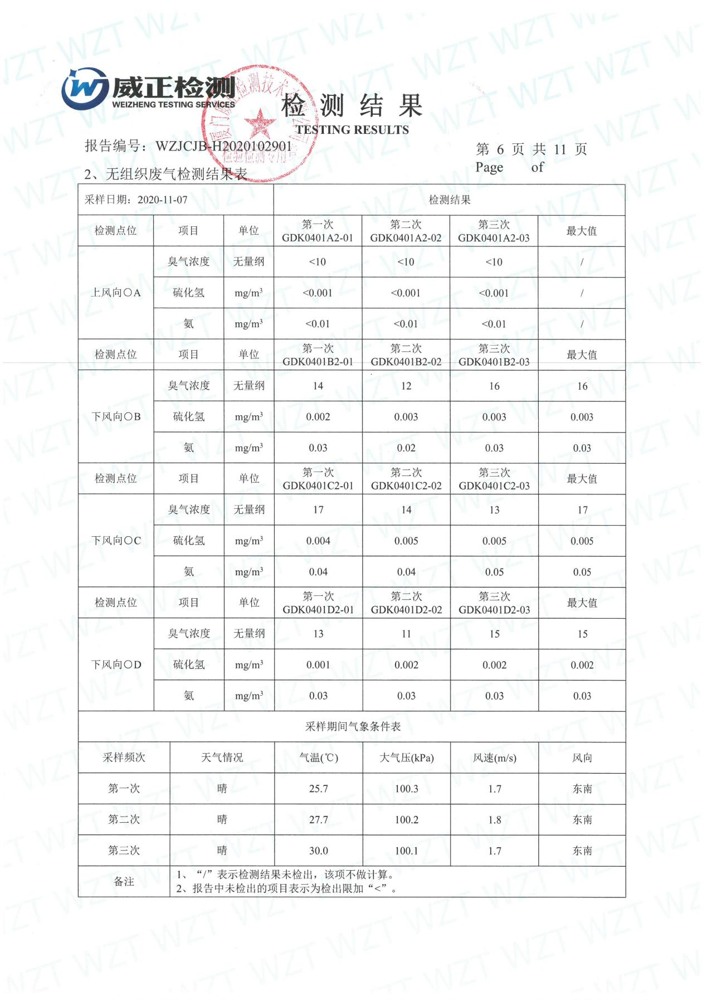 威正检测
WEIZHENG TESTING SERVICES
检测结果
TESTING RESULTS
报告编号：WZJCJB-H2020102901
第 6 页 共 11 页
Page of
2、无组织废气检测结果表
采样日期：2020-11-07 检测结果
检测点位 项目 单位 第一次 GDK0401A2-01 第二次 GDK0401A2-02 第三次 GDK0401A2-03 最大值
上风向○A 臭气浓度 无量纲 <10 <10 <10 /
硫化氢 mg/m³ <0.001 <0.001 <0.001 /
氨 mg/m³ <0.01 <0.01 <0.01 /
检测点位 项目 单位 第一次 GDK0401B2-01 第二次 GDK0401B2-02 第三次 GDK0401B2-03 最大值
下风向○B 臭气浓度 无量纲 14 12 16 16
硫化氢 mg/m³ 0.002 0.003 0.003 0.003
氨 mg/m³ 0.03 0.02 0.03 0.03
检测点位 项目 单位 第一次 GDK0401C2-01 第二次 GDK0401C2-02 第三次 GDK0401C2-03 最大值
下风向○C 臭气浓度 无量纲 17 14 13 17
硫化氢 mg/m³ 0.004 0.005 0.005 0.005
氨 mg/m³ 0.04 0.04 0.05 0.05
检测点位 项目 单位 第一次 GDK0401D2-01 第二次 GDK0401D2-02 第三次 GDK0401D2-03 最大值
下风向○D 臭气浓度 无量纲 13 11 15 15
硫化氢 mg/m³ 0.001 0.002 0.002 0.002
氨 mg/m³ 0.03 0.03 0.03 0.03
采样期间气象条件表
采样频次 天气情况 气温(℃) 大气压(kPa) 风速(m/s) 风向
第一次 晴 25.7 100.3 1.7 东南
第二次 晴 27.7 100.2 1.8 东南
第三次 晴 30.0 100.1 1.7 东南
备注 1、“/”表示检测结果未检出，该项不做计算。
2、报告中未检出的项目表示为检出限加“<”。